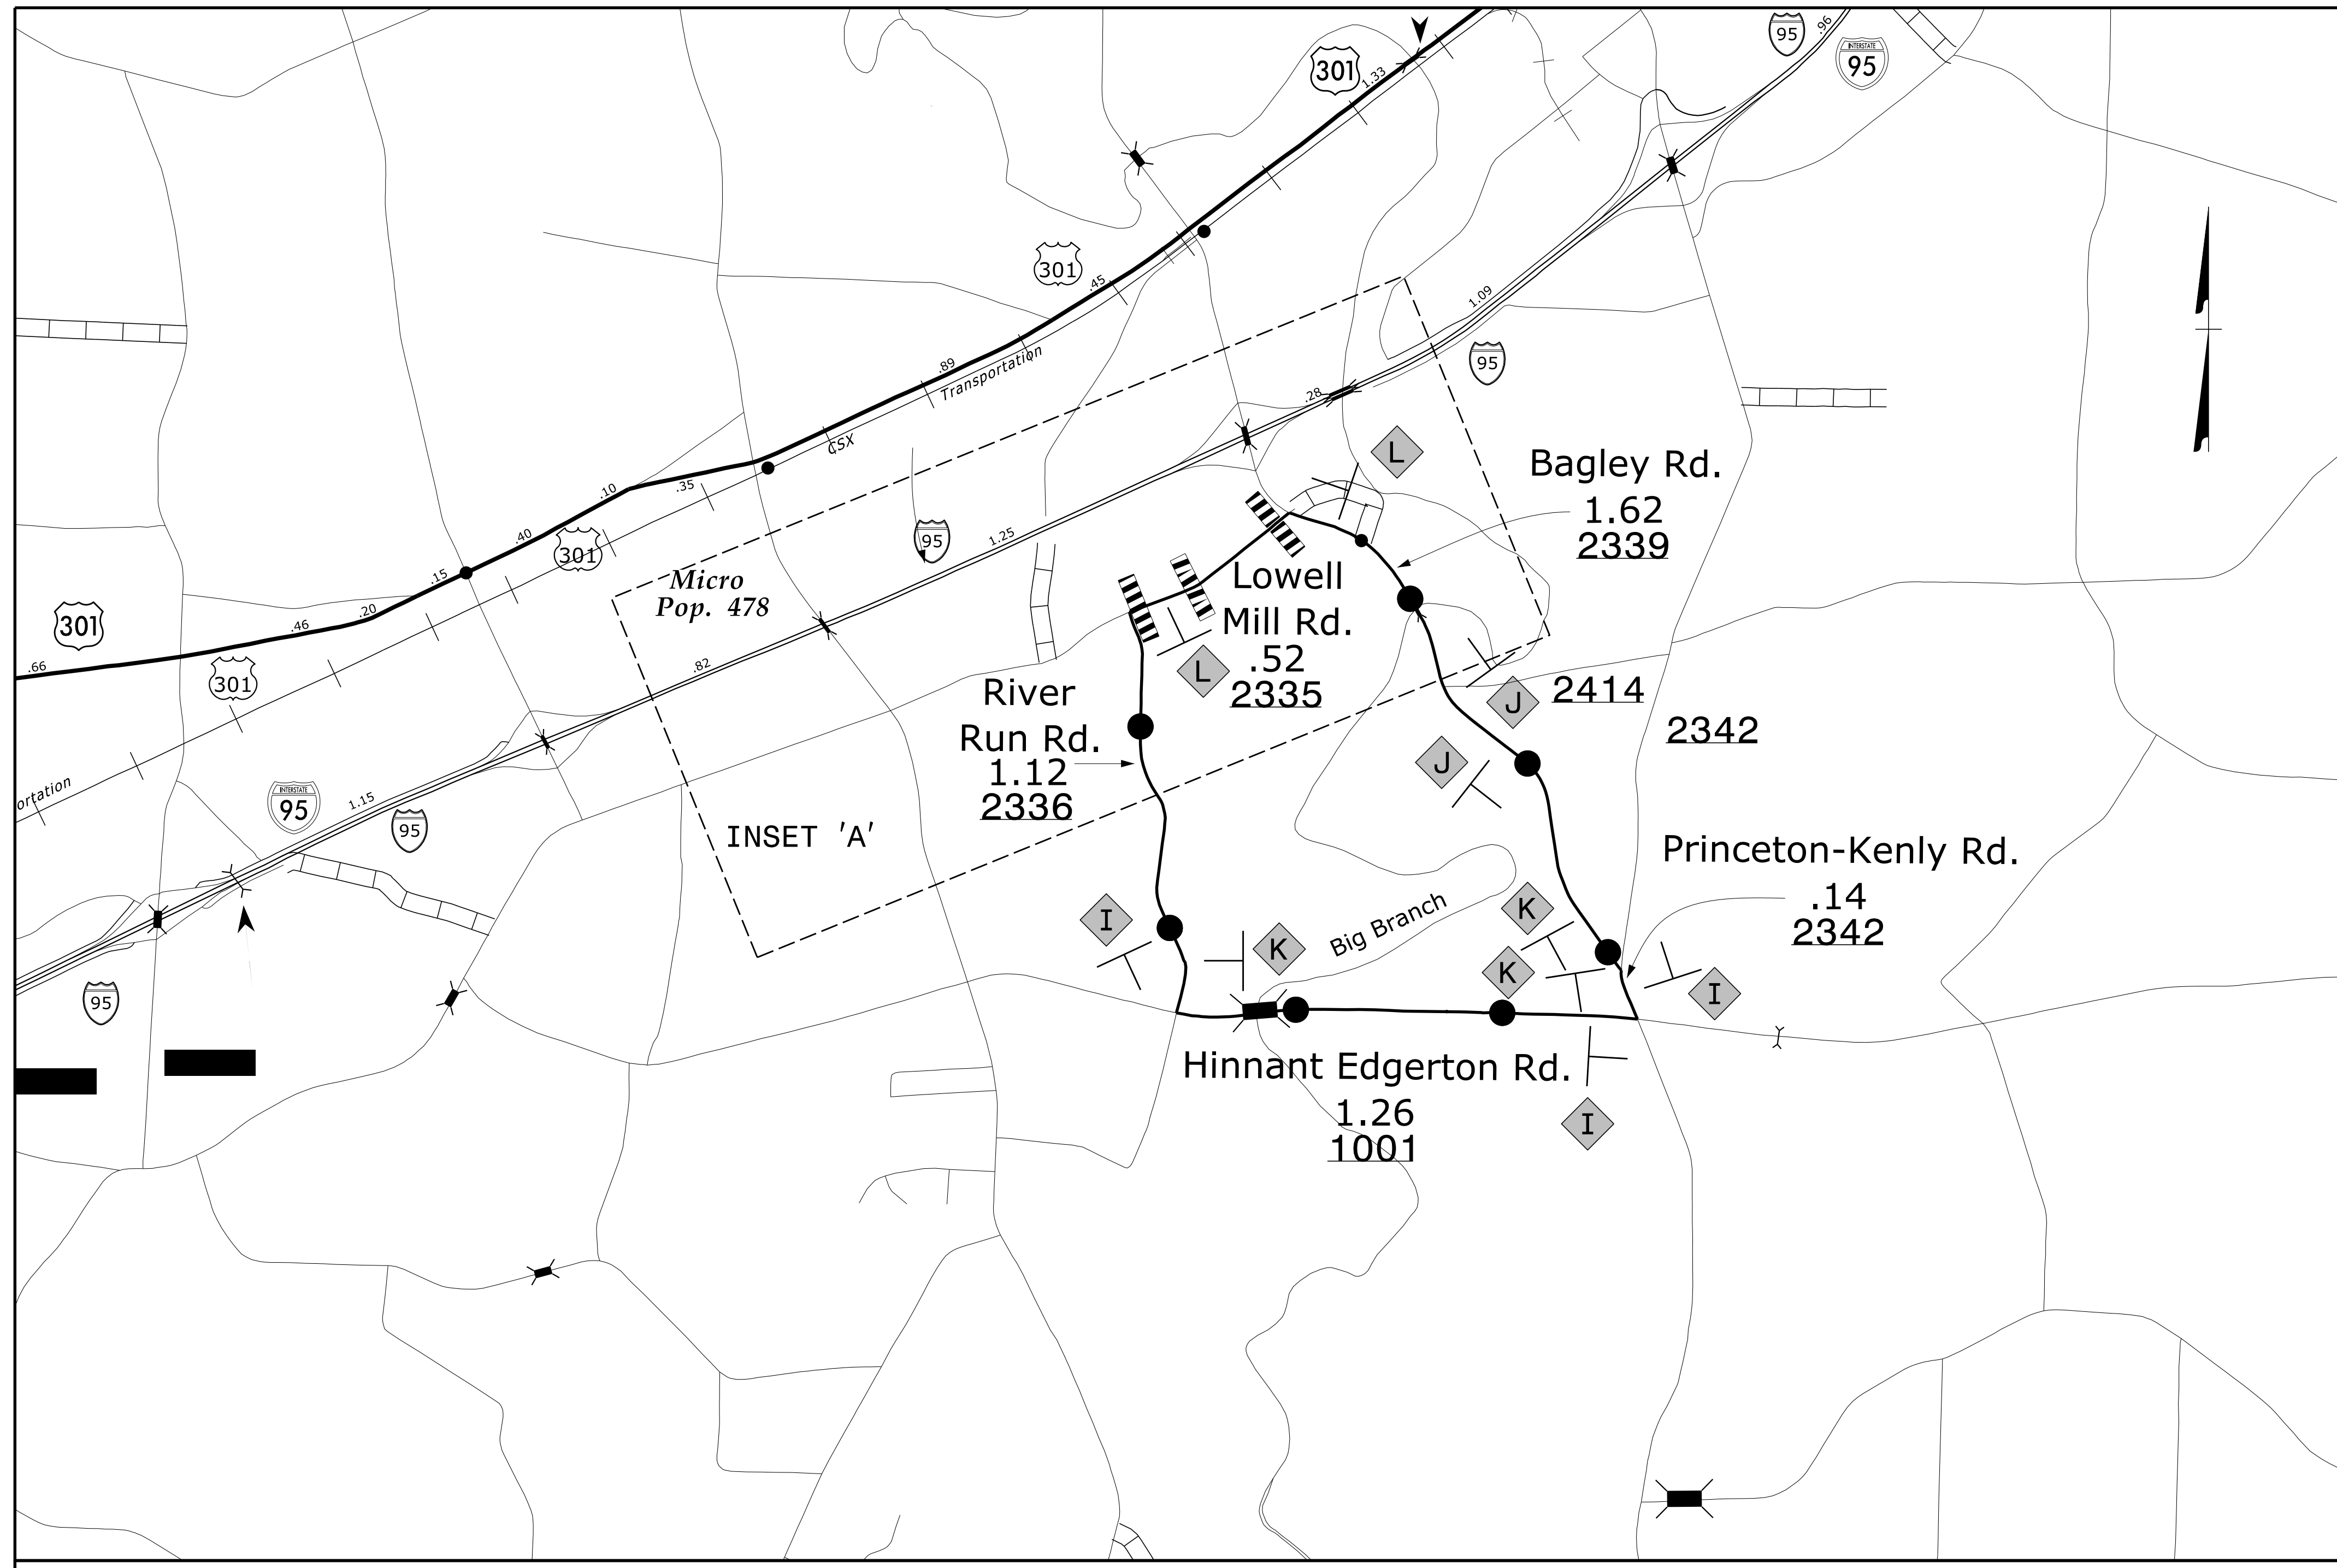 .96
95
INTERSTATE
95
301
1.33
301
.45
1.09
.89
Transportation
95
.28
CSX
L
Bagley Rd.
1.62
2339
.10
.35
.40
301
95
1.25
.15
Micro
Pop. 478
Lowell
Mill Rd.
.52
2335
L
.20
.46
301
.66
301
.82
River
Run Rd.
1.12
2336
J
2414
2342
J
ortation
INTERSTATE
95
1.15
95
INSET 'A'
Princeton-Kenly Rd.
.14
2342
I
K
Big Branch
K
K
I
95
Hinnant Edgerton Rd.
1.26
1001
I